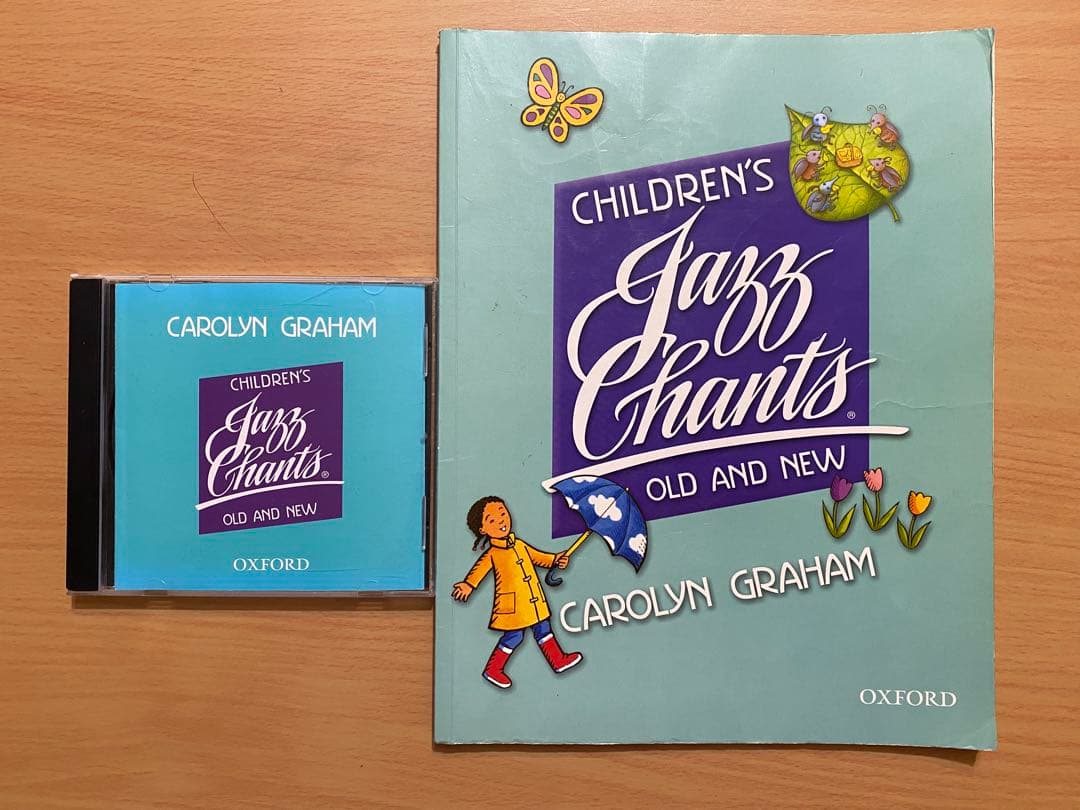 CAROLYN GRAHAM
CHILDREN'S
Jazz
Chants®
OLD AND NEW
OXFORD
CHILDREN'S
Jazz
Chants®
OLD AND NEW
CAROLYN GRAHAM
OXFORD